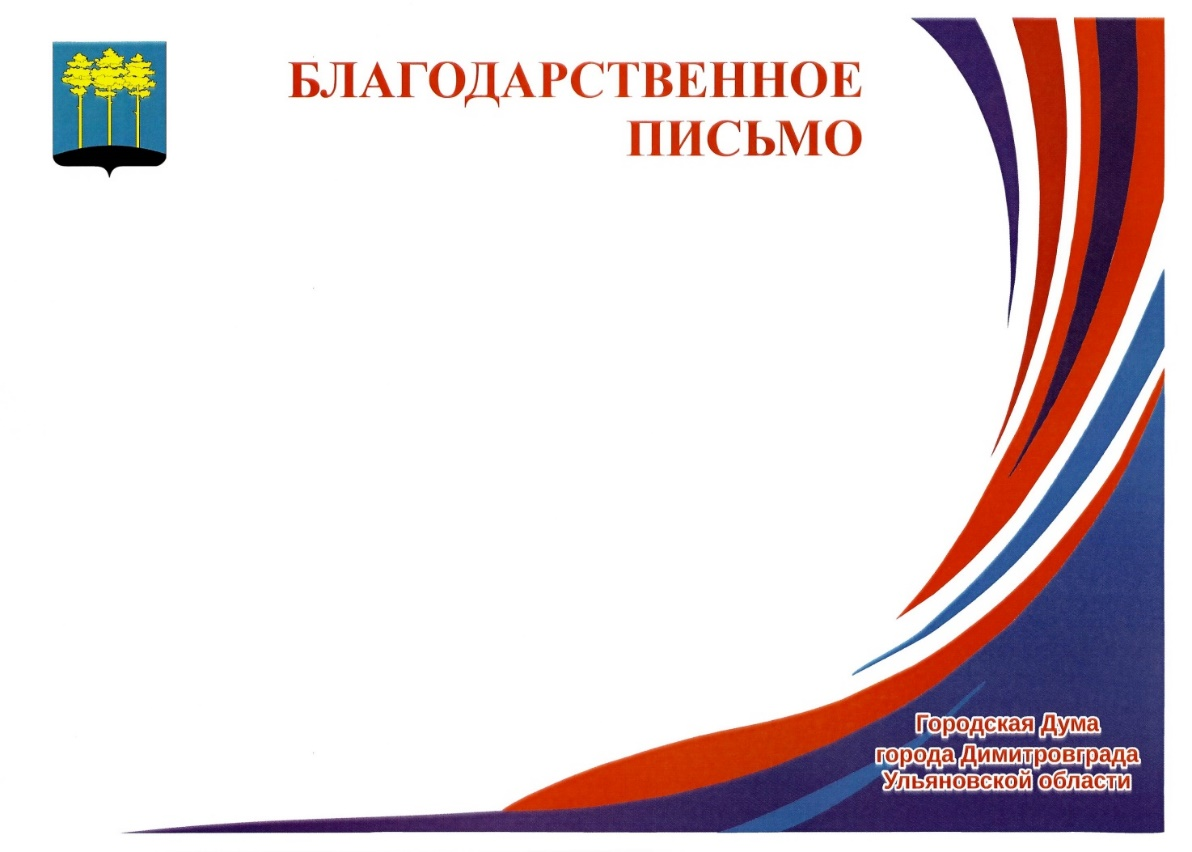 БЛАГОДАРСТВЕННОЕ
ПИСЬМО
Городская Дума
города Димитровграда
Ульяновской области